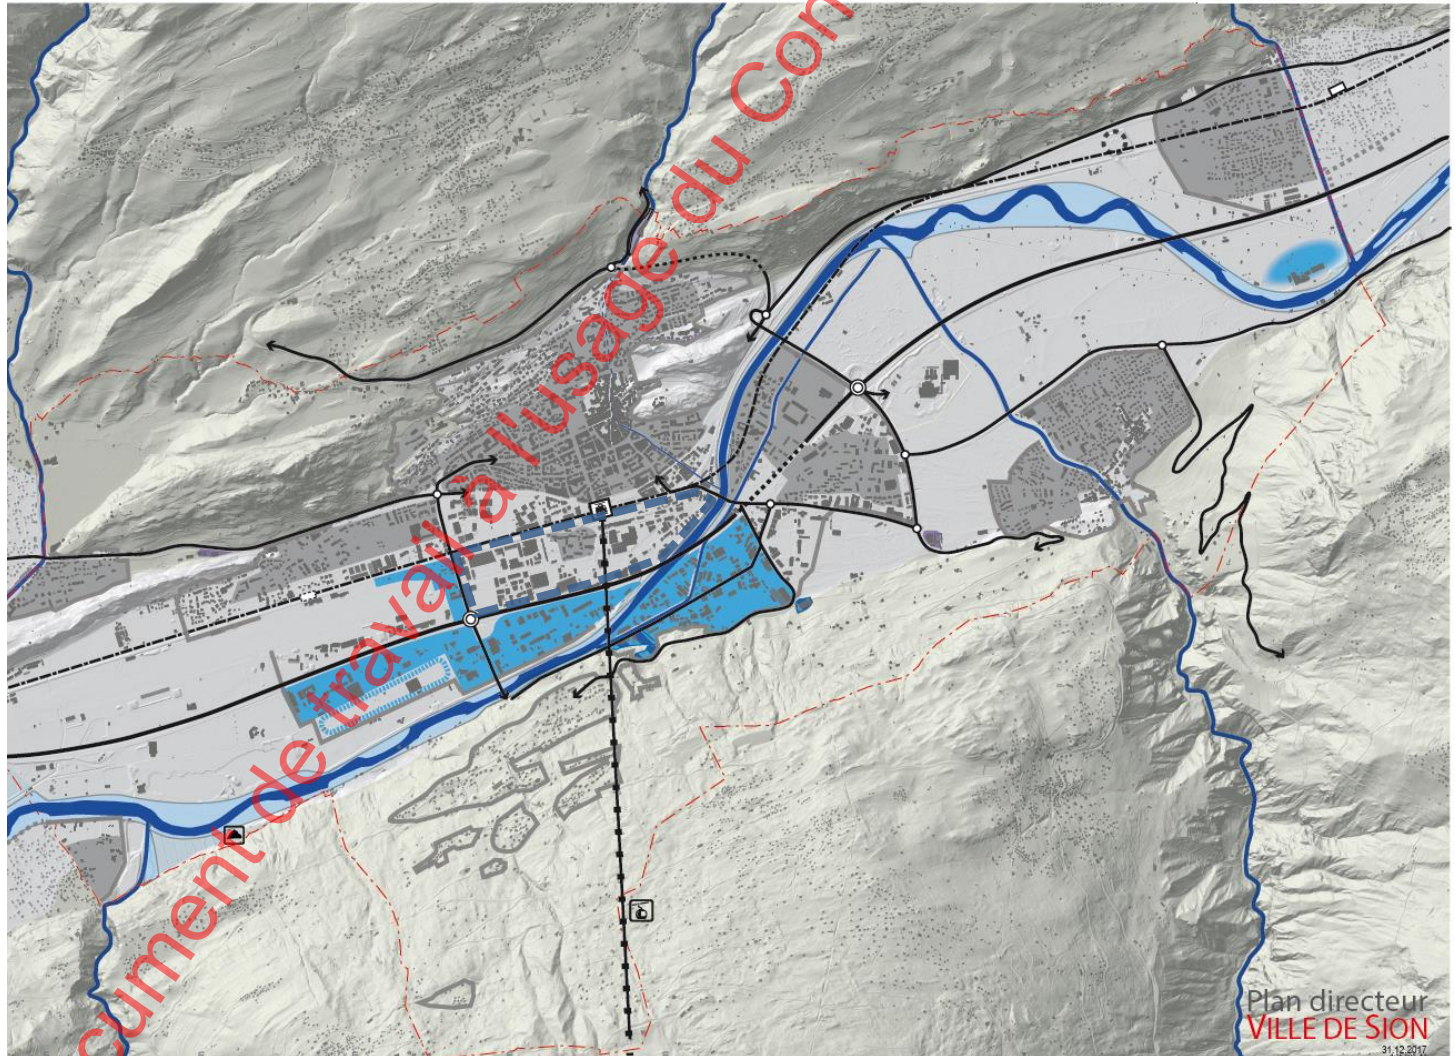 cument de travail à l'usage du Con
Plan directeur
VILLE DE SION
31.12.2017